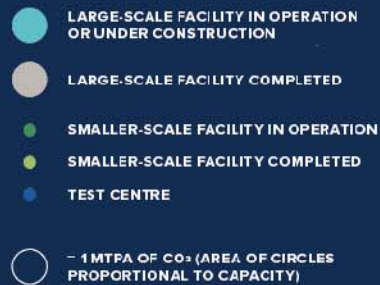 LARGE-SCALE FACILITY IN OPERATION
OR UNDER CONSTRUCTION
LARGE-SCALE FACILITY COMPLETED
SMALLER-SCALE FACILITY IN OPERATION
SMALLER-SCALE FACILITY COMPLETED
TEST CENTRE
= 1 MTPA OF CO₂ (AREA OF CIRCLES
PROPORTIONAL TO CAPACITY)